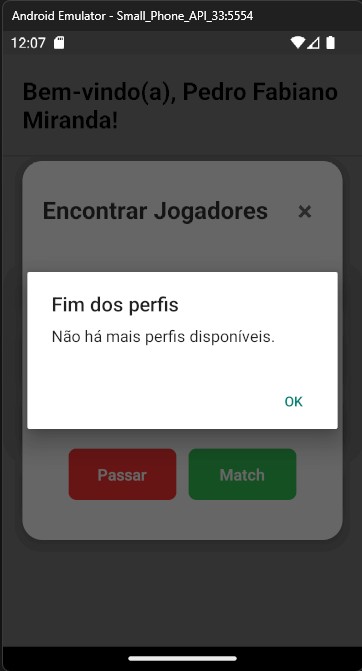 Android Emulator - Small_Phone_API_33:5554
12:07
Bem-vindo(a), Pedro Fabiano
Miranda!
Encontrar Jogadores ×
Fim dos perfis
Não há mais perfis disponíveis.
OK
Passar Match